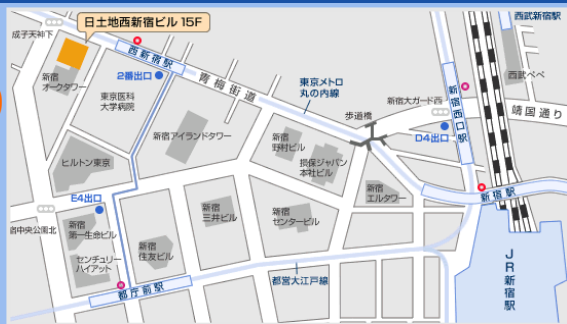 日土地西新宿ビル 15F
成子天神下
西新宿駅
西武新宿駅
新宿
オークタワー
2番出口
東京医科
大学病院
青梅街道
東京メトロ
丸の内線
新宿大ガード西
新宿西口駅
西武ペペ
靖国通り
歩道橋
D4出口
新宿アイランドタワー
新宿
野村ビル
損保ジャパン
本社ビル
ヒルトン東京
新宿
エルタワー
新宿駅
E4出口
宿中央公園北
新宿
第一生命ビル
新宿
三井ビル
新宿
センタービル
センチュリー
ハイアット
新宿
住友ビル
都庁前駅
都営大江戸線
JR新宿駅